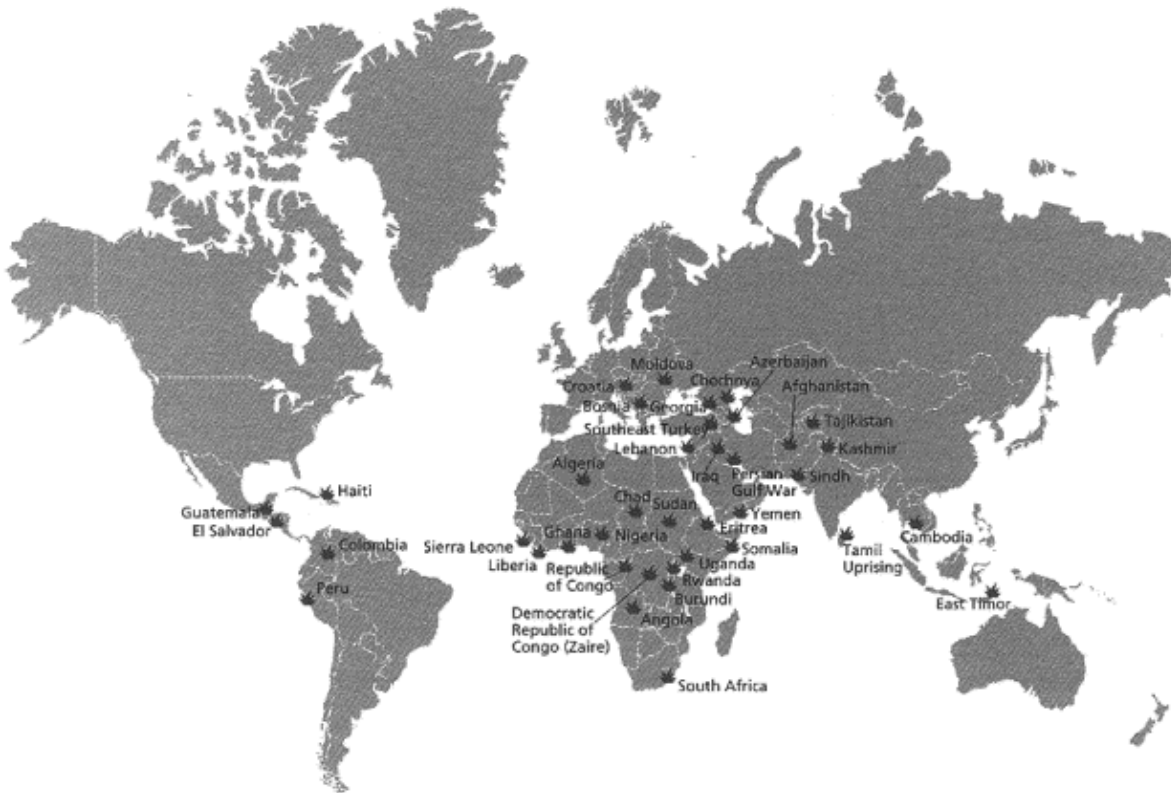 Azerbaijan
Moldova
Chochnya
Afghanistan
Croatia
Bosnia
Georgia
Tajikistan
Southeast Turkey
Lebanon
Kashmir
Algeria
Iraq
Persian
Gulf War
Sindh
Haiti
Chad
Sudan
Guatemala
El Salvador
Yemen
Eritrea
Ghana
Nigeria
Cambodia
Colombia
Sierra Leone
Somalia
Tamil
Uprising
Liberia
Republic
of Congo
Uganda
Rwanda
Peru
Burundi
East Timor
Democratic
Republic of
Congo (Zaire)
Angola
South Africa